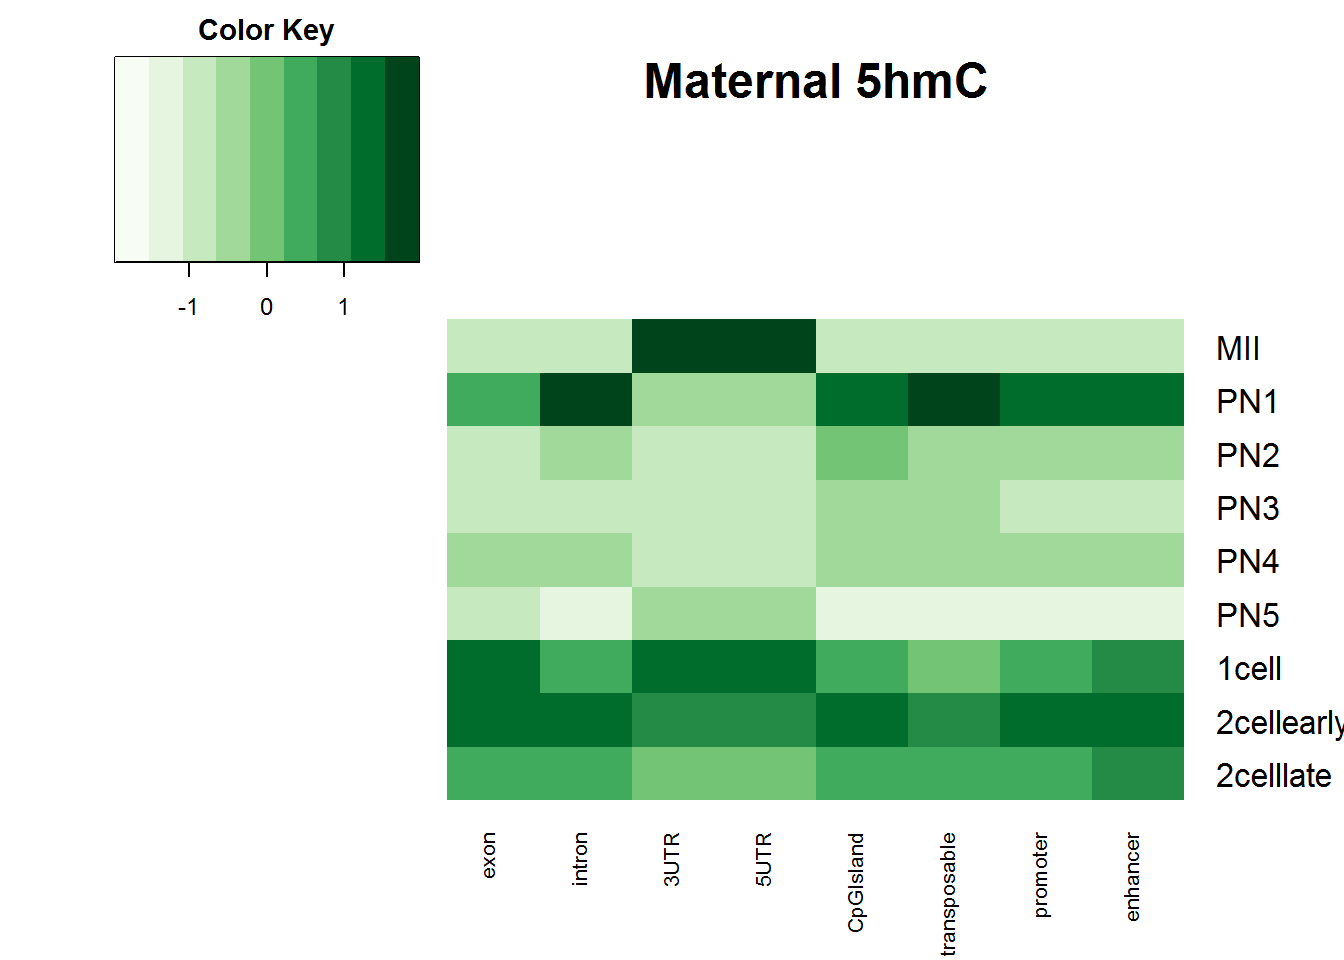 Color Key
Maternal 5hmC
-1 0 1
MII
PN1
PN2
PN3
PN4
PN5
1cell
2cellearly
2celllate
exon
intron
3UTR
5UTR
CpGIsland
transposable
promoter
enhancer